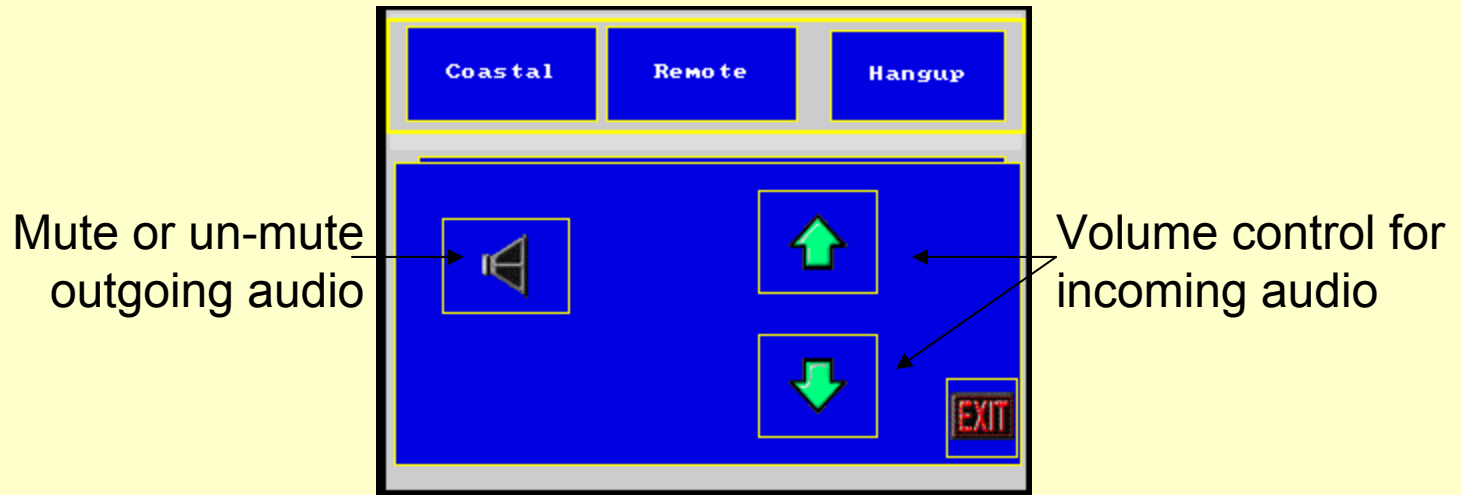 Coastal
Remote
Hangup
Mute or un-mute
outgoing audio
Volume control for
incoming audio
EXIT